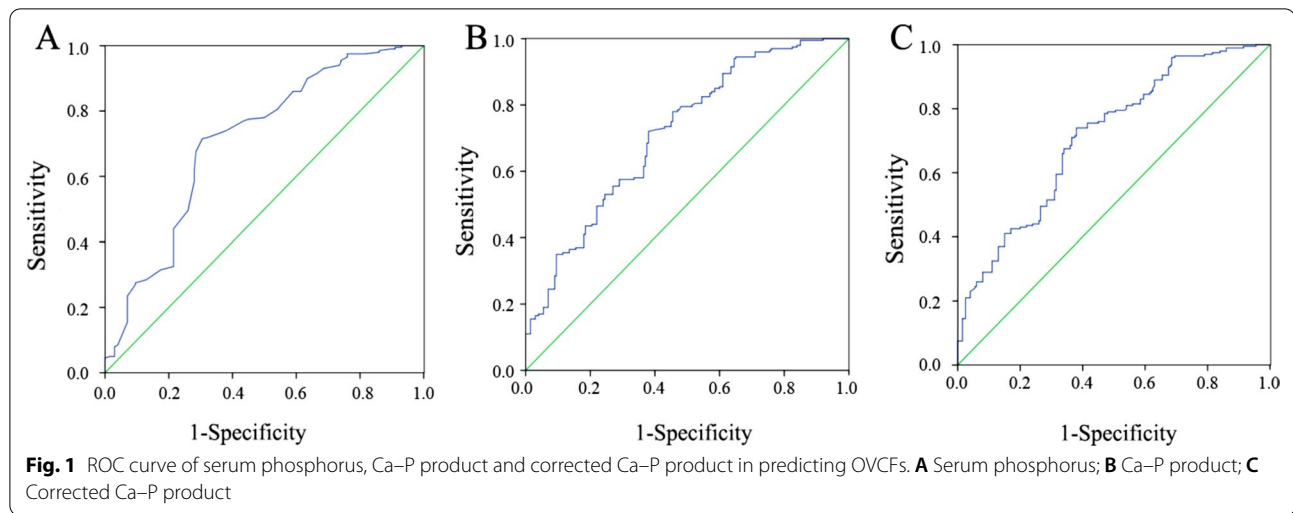 A
1.0
0.8
0.6
0.4
0.2
0.0
Sensitivity
0.0 0.2 0.4 0.6 0.8 1.0
1-Specificity
B
1.0
0.8
0.6
0.4
0.2
0.0
Sensitivity
0.0 0.2 0.4 0.6 0.8 1.0
1-Specificity
C
1.0
0.8
0.6
0.4
0.2
0.0
Sensitivity
0.0 0.2 0.4 0.6 0.8 1.0
1-Specificity
Fig. 1 ROC curve of serum phosphorus, Ca–P product and corrected Ca–P product in predicting OVCFs. A Serum phosphorus; B Ca–P product; C
Corrected Ca–P product